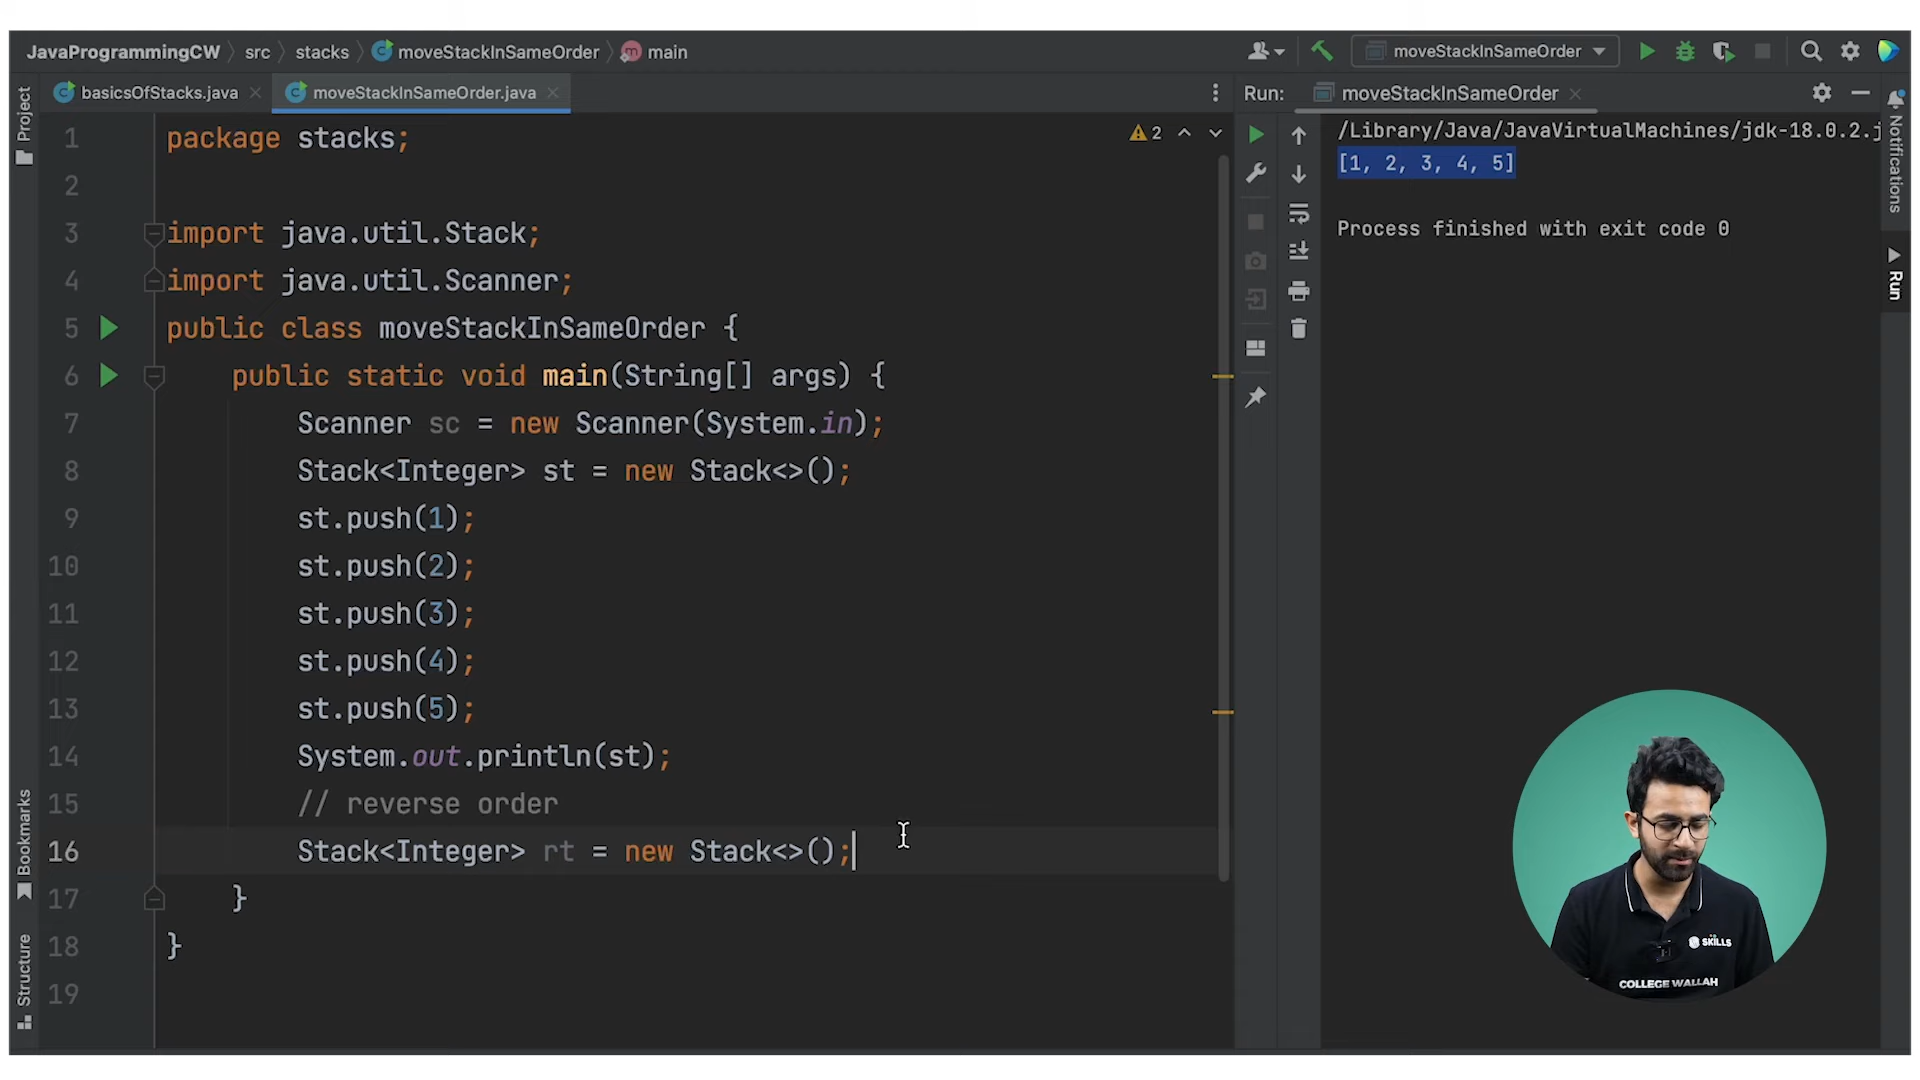 JavaProgrammingCW src stacks moveStackInSameOrder main
moveStackInSameOrder
basicsOfStacks.java
moveStackInSameOrder.java
Run: moveStackInSameOrder
Project
Bookmarks
Structure
Notifications
Run
2
1 package stacks;
2
3 import java.util.Stack;
4 import java.util.Scanner;
5 public class moveStackInSameOrder {
6 public static void main(String[] args) {
7 Scanner sc = new Scanner(System.in);
8 Stack<Integer> st = new Stack<>();
9 st.push(1);
10 st.push(2);
11 st.push(3);
12 st.push(4);
13 st.push(5);
14 System.out.println(st);
15 // reverse order
16 Stack<Integer> rt = new Stack<>();
17 }
18 }
19
/Library/Java/JavaVirtualMachines/jdk-18.0.2.j
[1, 2, 3, 4, 5]
Process finished with exit code 0
SKILLS
COLLEGE WALLAH